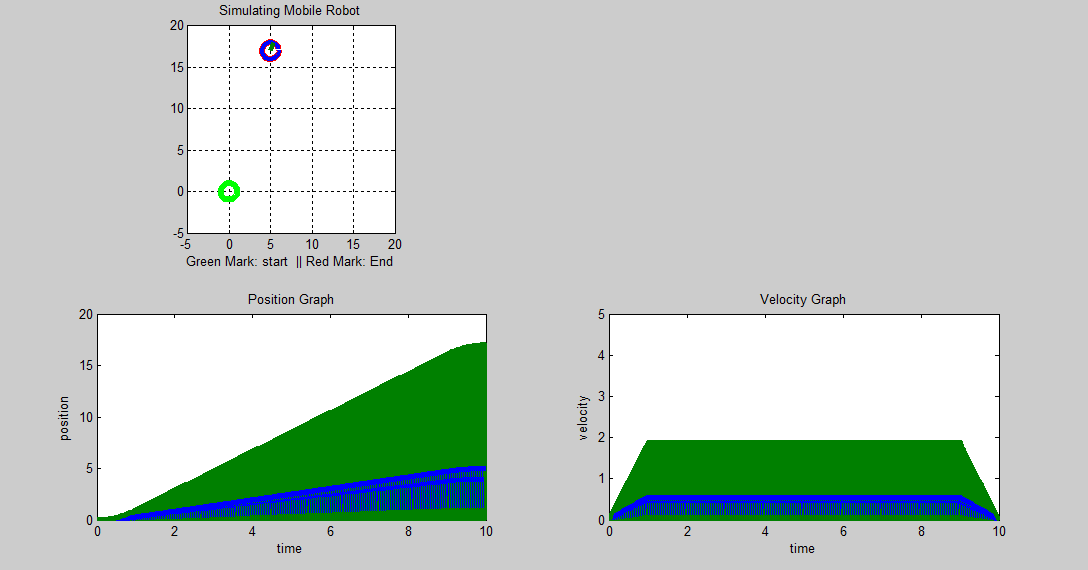 Simulating Mobile Robot
20
15
10
5
0
-5
-5 0 5 10 15 20
Green Mark: start || Red Mark: End
Position Graph
20
15
10
5
0
position
0 2 4 6 8 10
time
Velocity Graph
5
4
3
2
1
0
velocity
0 2 4 6 8 10
time